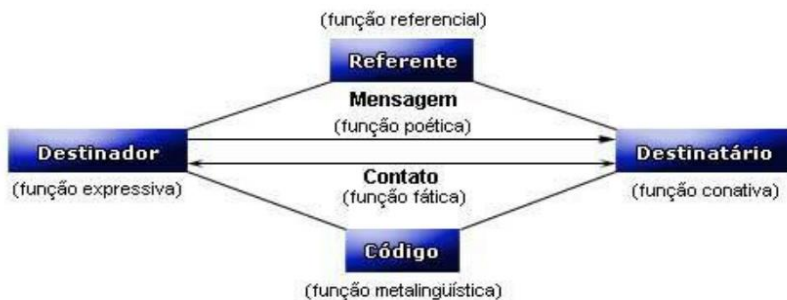 (função referencial)
Referente
Mensagem
(função poética)
Destinador
Destinatário
(função expressiva)
Contato
(função fática)
(função conativa)
Código
(função metalingüística)